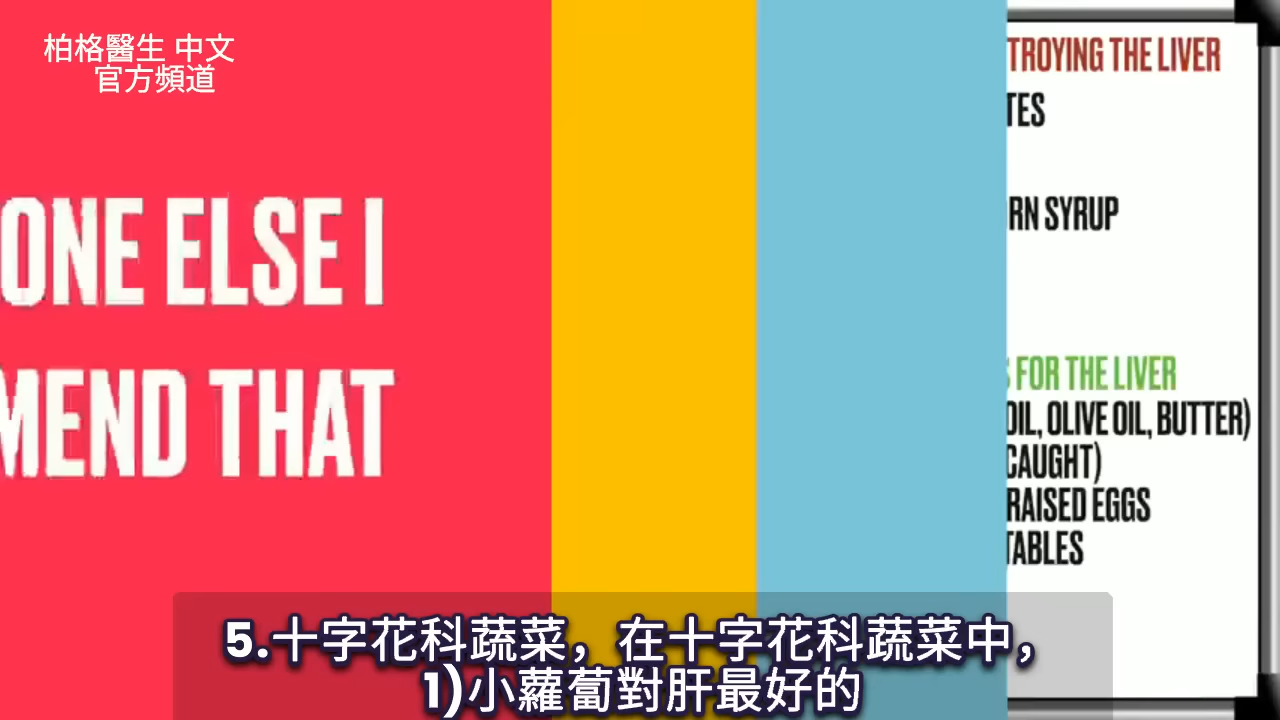 柏格醫生 中文
官方頻道
ONE ELSE I
MEND THAT
TROYING THE LIVER
TES
RN SYRUP
FOR THE LIVER
OIL, OLIVE OIL, BUTTER)
CAUGHT)
RAISED EGGS
TABLES
5.十字花科蔬菜，在十字花科蔬菜中，
1)小蘿蔔對肝最好的